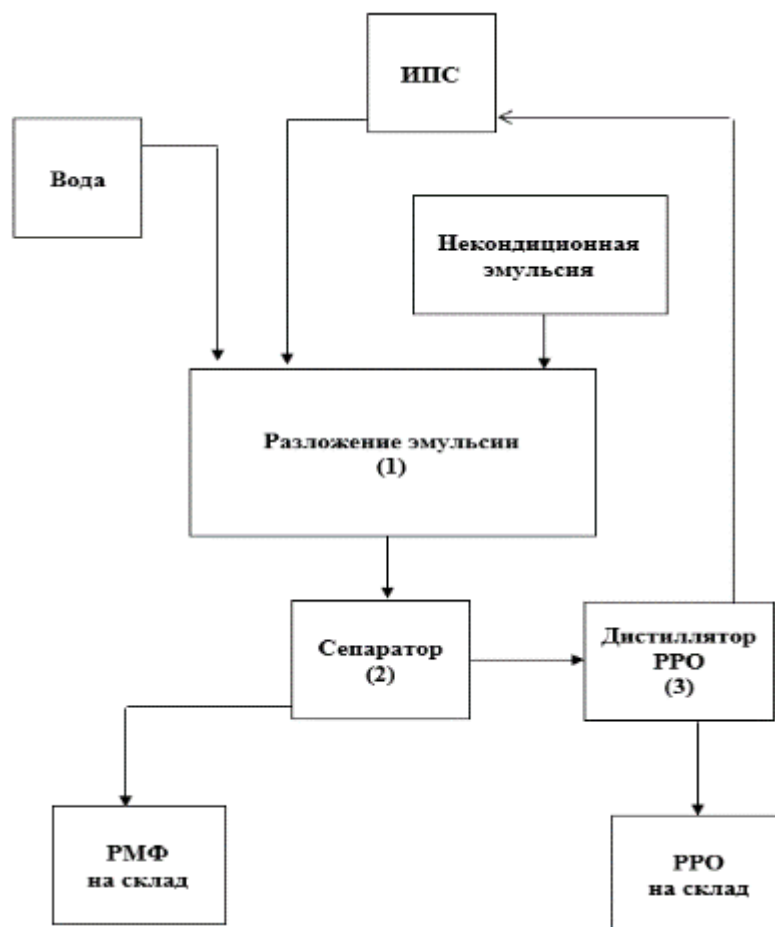 ИПС
Вода
Некондиционная
эмульсия
Разложение эмульсии
(1)
Сепаратор
(2)
Дистиллятор
РРО
(3)
РМФ
на склад
РРО
на склад